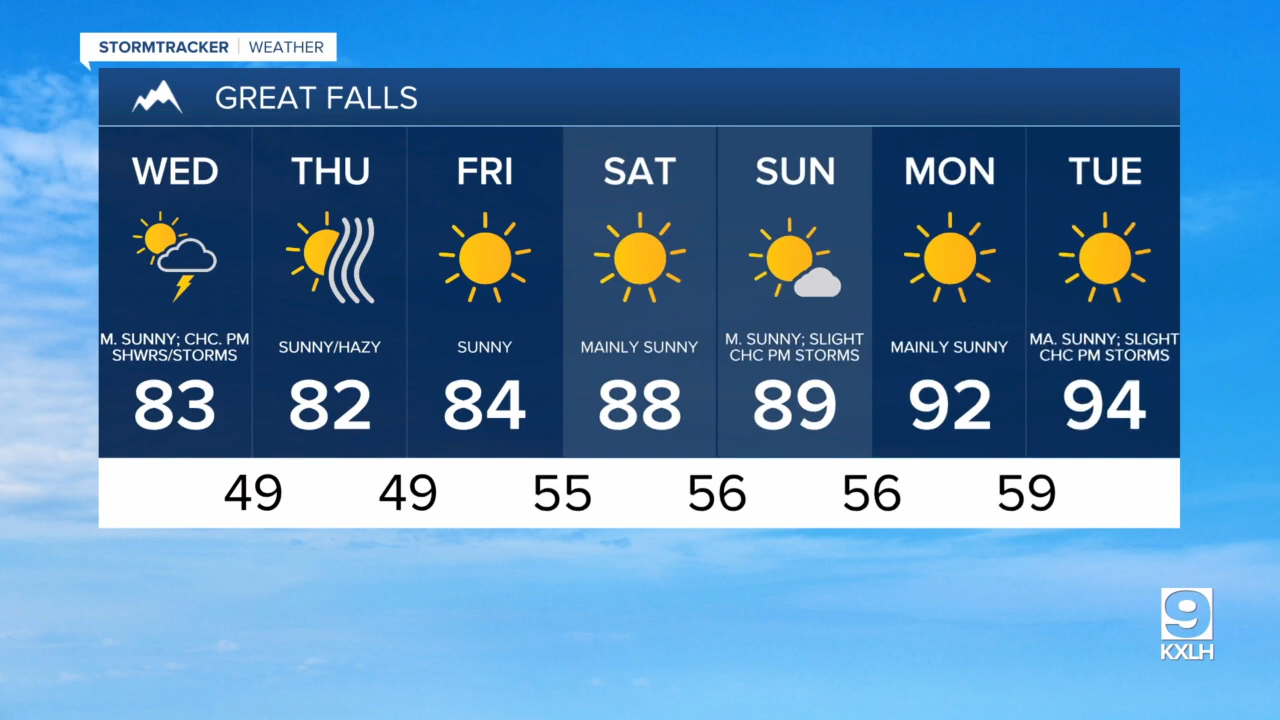 STORMTRACKER | WEATHER
GREAT FALLS
WED THU FRI SAT SUN MON TUE
M. SUNNY; CHC. PM
SHWRS/STORMS
SUNNY/HAZY
SUNNY
MAINLY SUNNY
M. SUNNY; SLIGHT
CHC PM STORMS
MAINLY SUNNY
MA. SUNNY; SLIGHT
CHC PM STORMS
83 82 84 88 89 92 94
49 49 55 56 56 59
9
KXLH